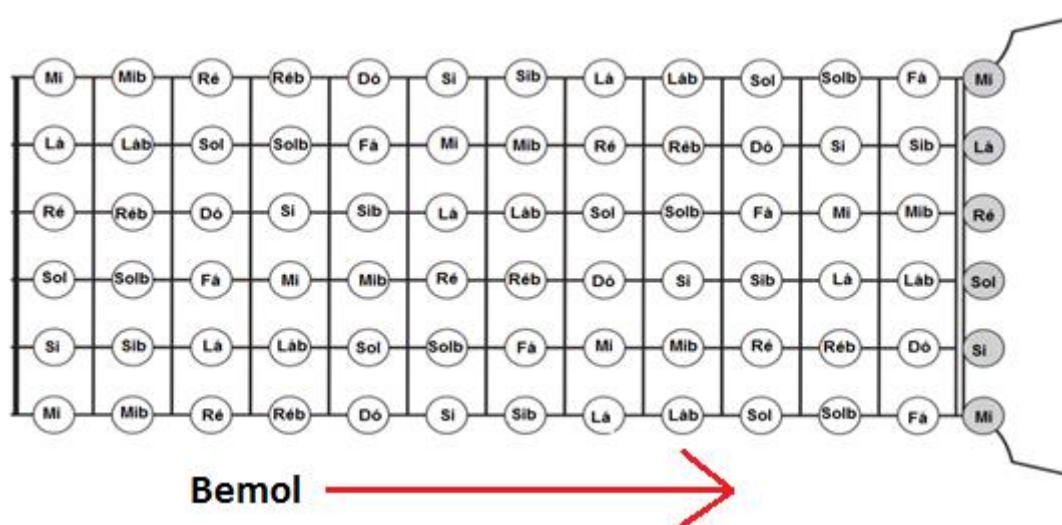 Mi Mib Ré Réb Dó Si Sib Lá Láb Sol Solb Fá Mi
Lá Láb Sol Solb Fá Mi Mib Ré Réb Dó Si Sib Lá
Ré Réb Dó Si Sib Lá Láb Sol Solb Fá Mi Mib Ré
Sol Solb Fá Mi Mib Ré Réb Dó Si Sib Lá Láb Sol
Si Sib Lá Láb Sol Solb Fá Mi Mib Ré Réb Dó Si
Mi Mib Ré Réb Dó Si Sib Lá Láb Sol Solb Fá Mi
Bemol